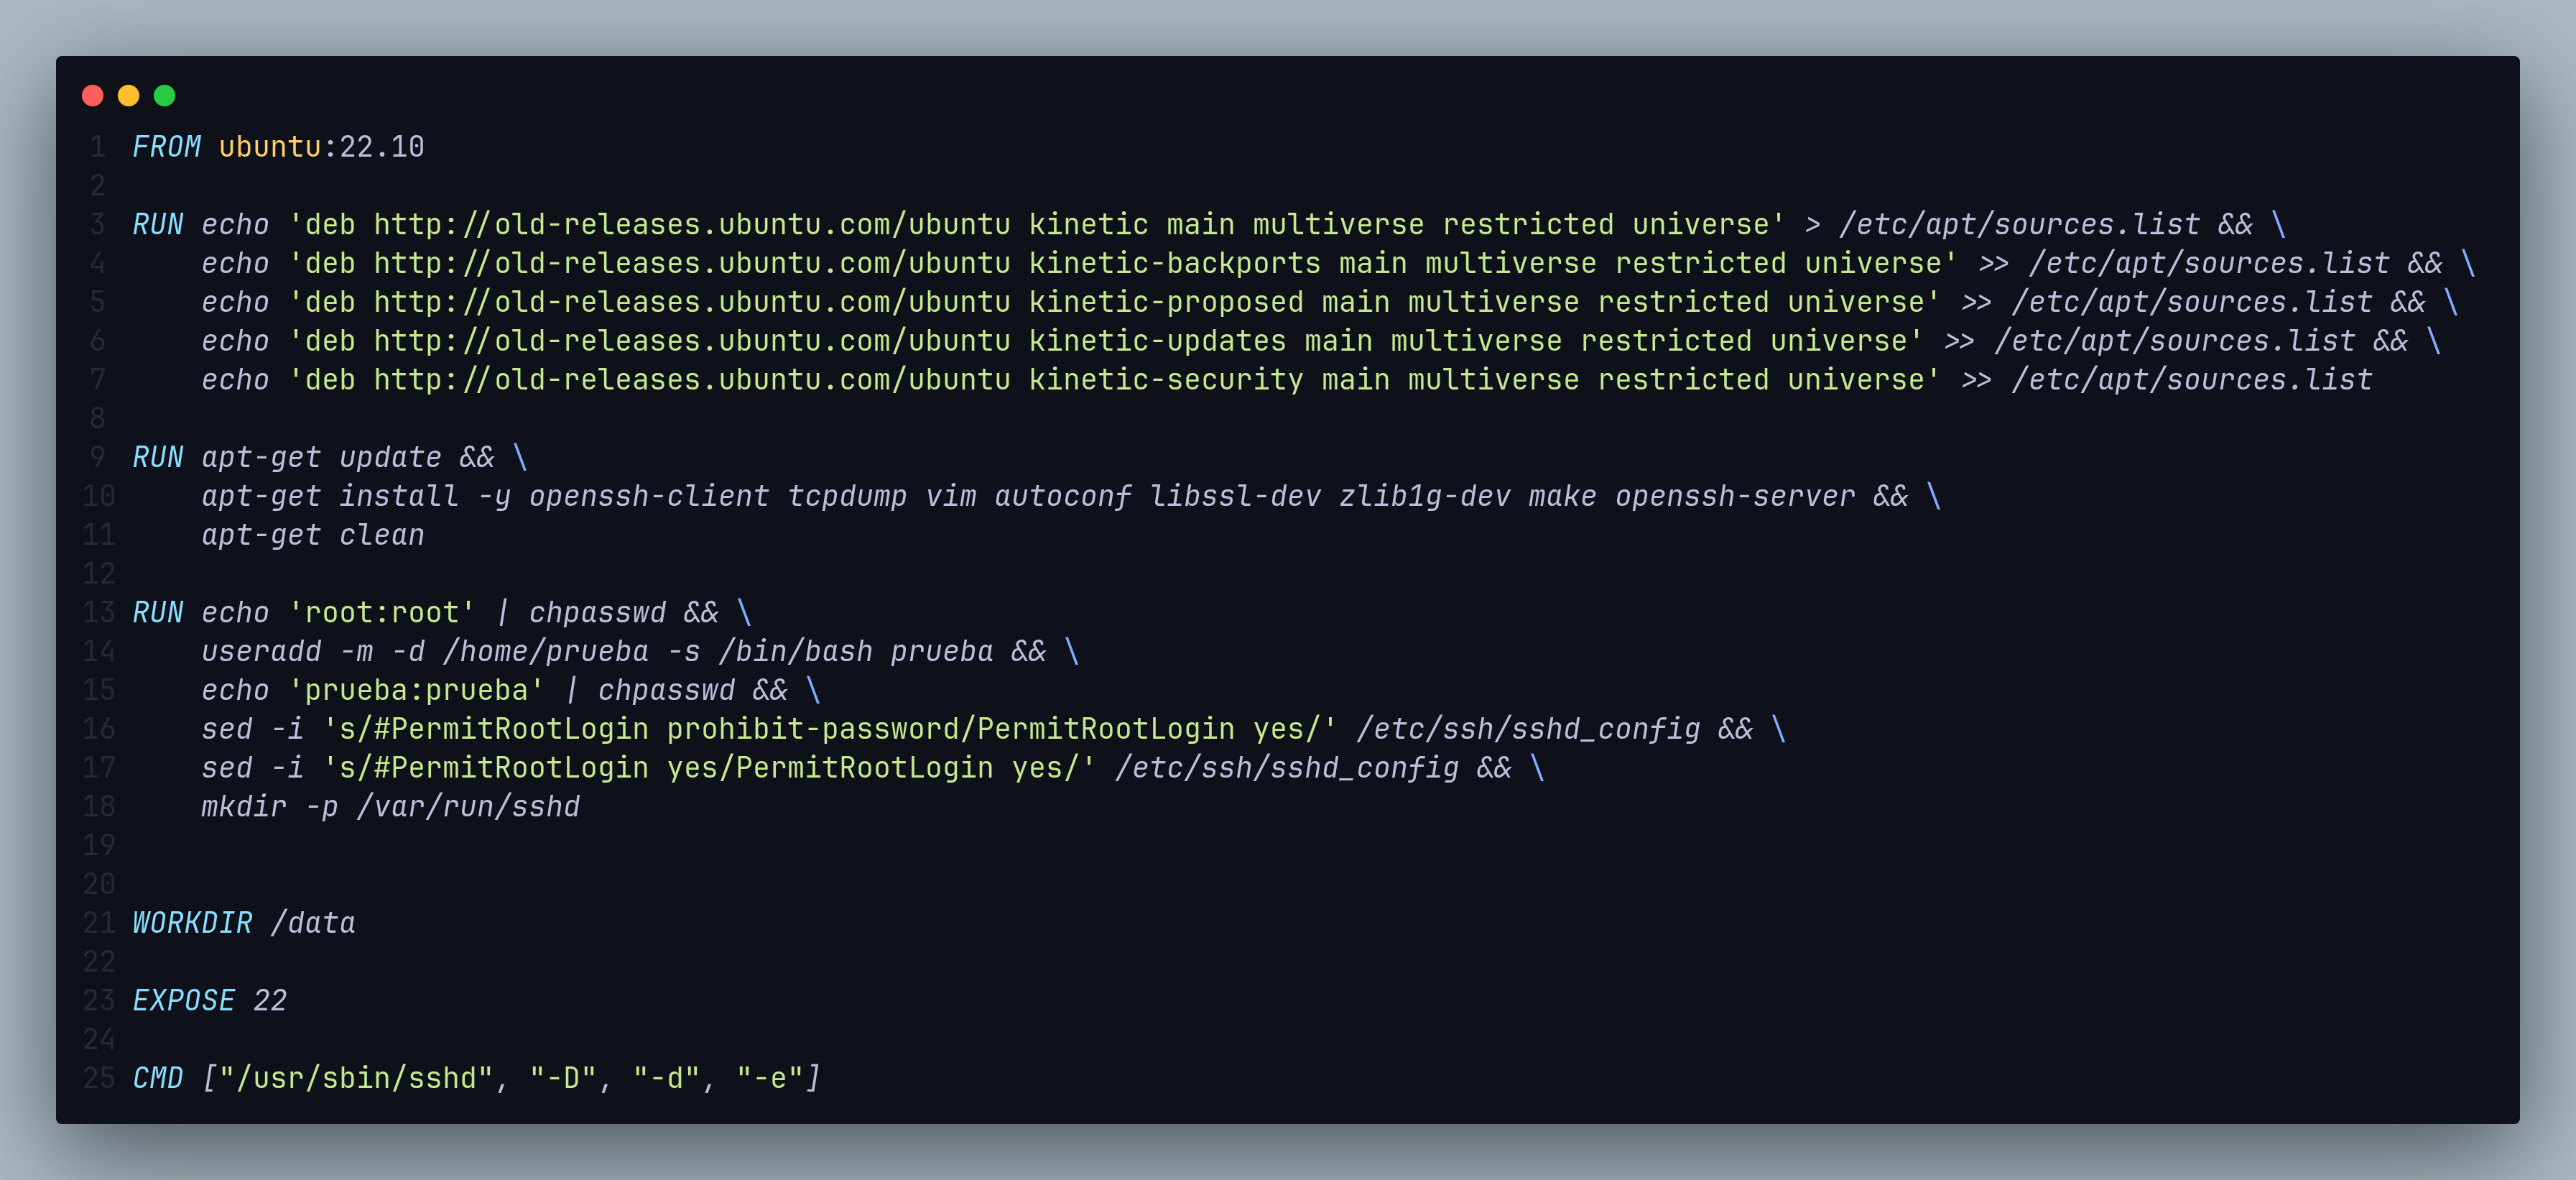 1 FROM ubuntu:22.10
2
3 RUN echo 'deb http://old-releases.ubuntu.com/ubuntu kinetic main multiverse restricted universe' > /etc/apt/sources.list && \
4     echo 'deb http://old-releases.ubuntu.com/ubuntu kinetic-backports main multiverse restricted universe' >> /etc/apt/sources.list && \
5     echo 'deb http://old-releases.ubuntu.com/ubuntu kinetic-proposed main multiverse restricted universe' >> /etc/apt/sources.list && \
6     echo 'deb http://old-releases.ubuntu.com/ubuntu kinetic-updates main multiverse restricted universe' >> /etc/apt/sources.list && \
7     echo 'deb http://old-releases.ubuntu.com/ubuntu kinetic-security main multiverse restricted universe' >> /etc/apt/sources.list
8
9 RUN apt-get update && \
10     apt-get install -y openssh-client tcpdump vim autoconf libssl-dev zlib1g-dev make openssh-server && \
11     apt-get clean
12
13 RUN echo 'root:root' | chpasswd && \
14     useradd -m -d /home/prueba -s /bin/bash prueba && \
15     echo 'prueba:prueba' | chpasswd && \
16     sed -i 's/#PermitRootLogin prohibit-password/PermitRootLogin yes/' /etc/ssh/sshd_config && \
17     sed -i 's/#PermitRootLogin yes/PermitRootLogin yes/' /etc/ssh/sshd_config && \
18     mkdir -p /var/run/sshd
19
20
21 WORKDIR /data
22
23 EXPOSE 22
24
25 CMD ["/usr/sbin/sshd", "-D", "-d", "-e"]